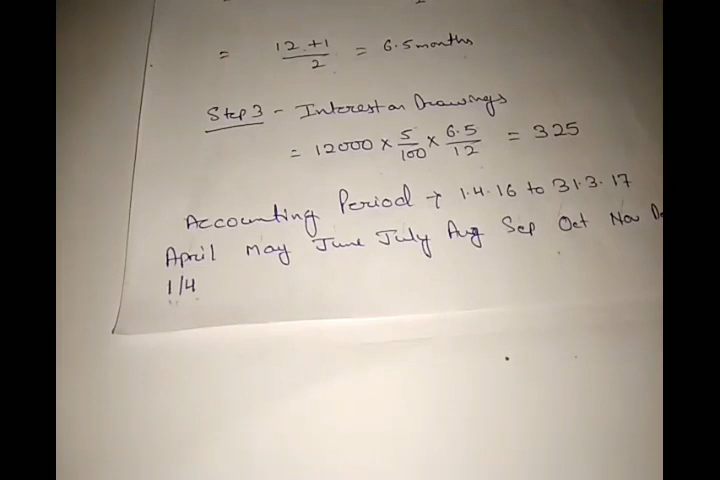 = 12+1/2 = 6.5 months
Step 3 - Interest on Drawings
= 12000 × 5/100 × 6.5/12 = 325
Accounting Period → 1.4.16 to 31.3.17
April May June July Aug Sep Oct Nov
1/4